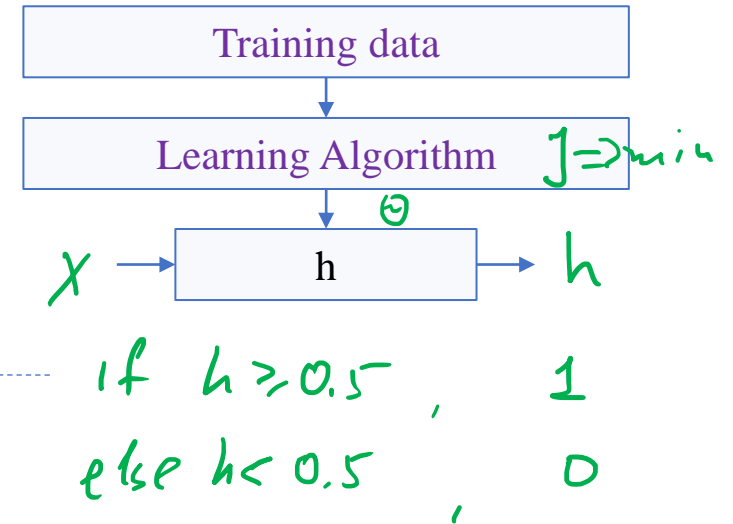 Training data
Learning Algorithm J => min
Θ
X h h
if h ≥ 0.5 , 1
else h < 0.5 , 0